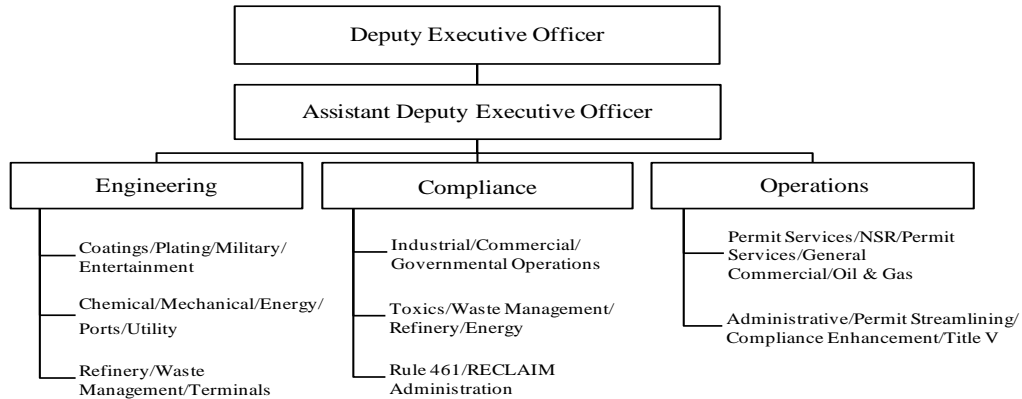 Deputy Executive Officer
Assistant Deputy Executive Officer
Engineering
Coatings/Plating/Military/
Entertainment
Chemical/Mechanical/Energy/
Ports/Utility
Refinery/Waste
Management/Terminals
Compliance
Industrial/Commercial/
Governmental Operations
Toxics/Waste Management/
Refinery/Energy
Rule 461/RECLAIM
Administration
Operations
Permit Services/NSR/Permit
Services/General
Commercial/Oil & Gas
Administrative/Permit Streamlining/
Compliance Enhancement/Title V